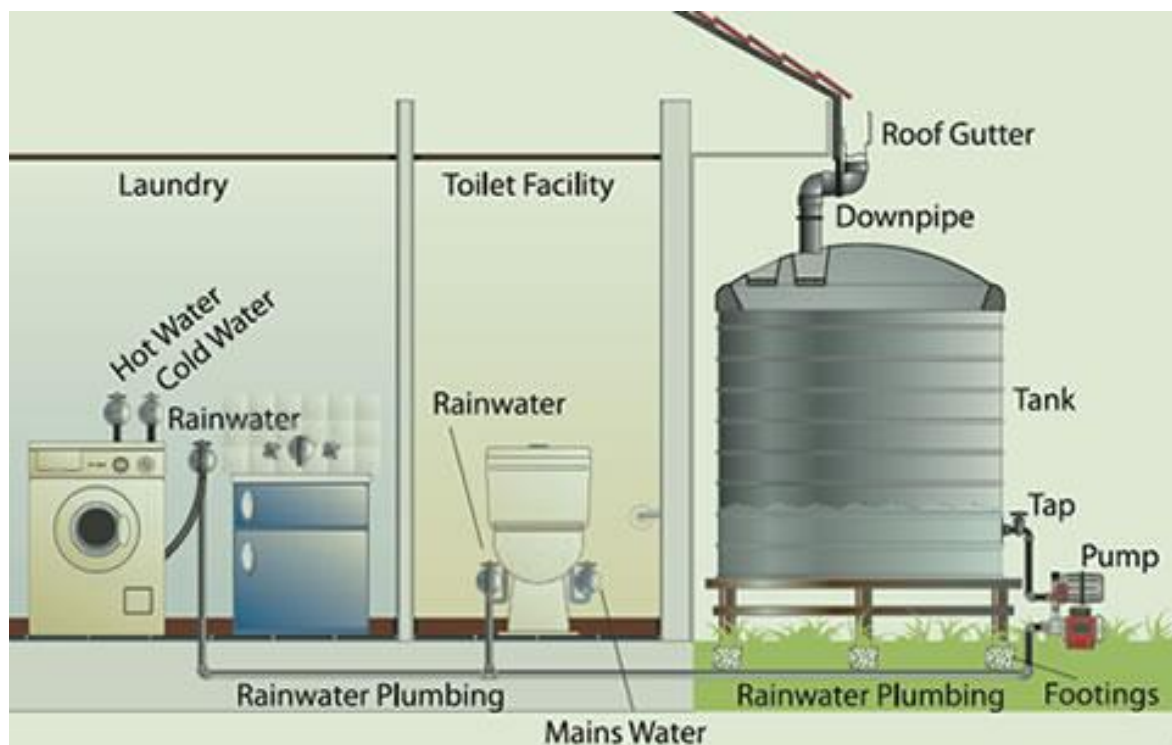 Roof Gutter
Laundry
Toilet Facility
Downpipe
Hot Water
Cold Water
Rainwater
Rainwater
Tank
Tap
Pump
Rainwater Plumbing
Rainwater Plumbing
Footings
Mains Water